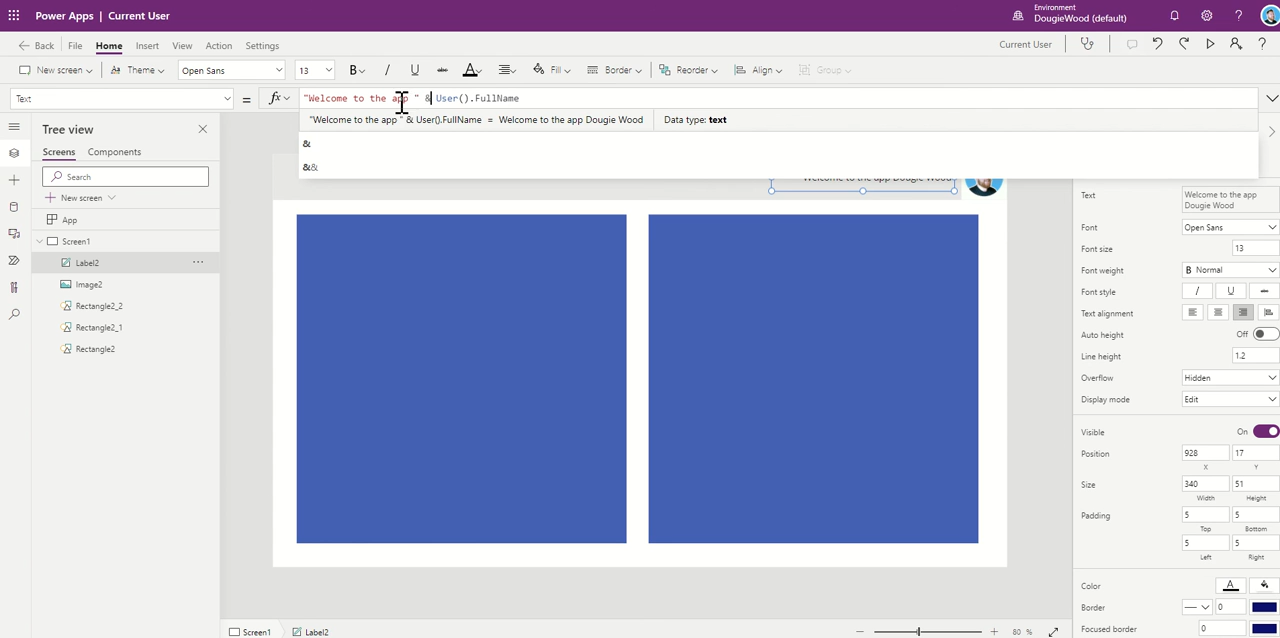 Power Apps | Current User
Environment
DougieWood (default)
?
Back File Home Insert View Action Settings
Current User
?
New screen Theme Open Sans 13 B / U abc A Fill Border Reorder Align Group
Text = fx "Welcome to the app " & User().FullName
"Welcome to the app " & User().FullName = Welcome to the app Dougie Wood Data type: text
&
&&
Tree view
Screens Components
Search
New screen
App
Screen1
Label2 ...
Image2
Rectangle2_2
Rectangle2_1
Rectangle2
Welcome to the app Dougie Wood
Text Welcome to the app
Dougie Wood
Font Open Sans
Font size 13
Font weight B Normal
Font style / U abc
Text alignment
Auto height Off
Line height 1.2
Overflow Hidden
Display mode Edit
Visible On
Position 928 17
X Y
Size 340 51
Width Height
Padding 5 5
Top Bottom
5 5
Left Right
Color A
Border 0
Focused border 0
Screen1 Label2
80 %